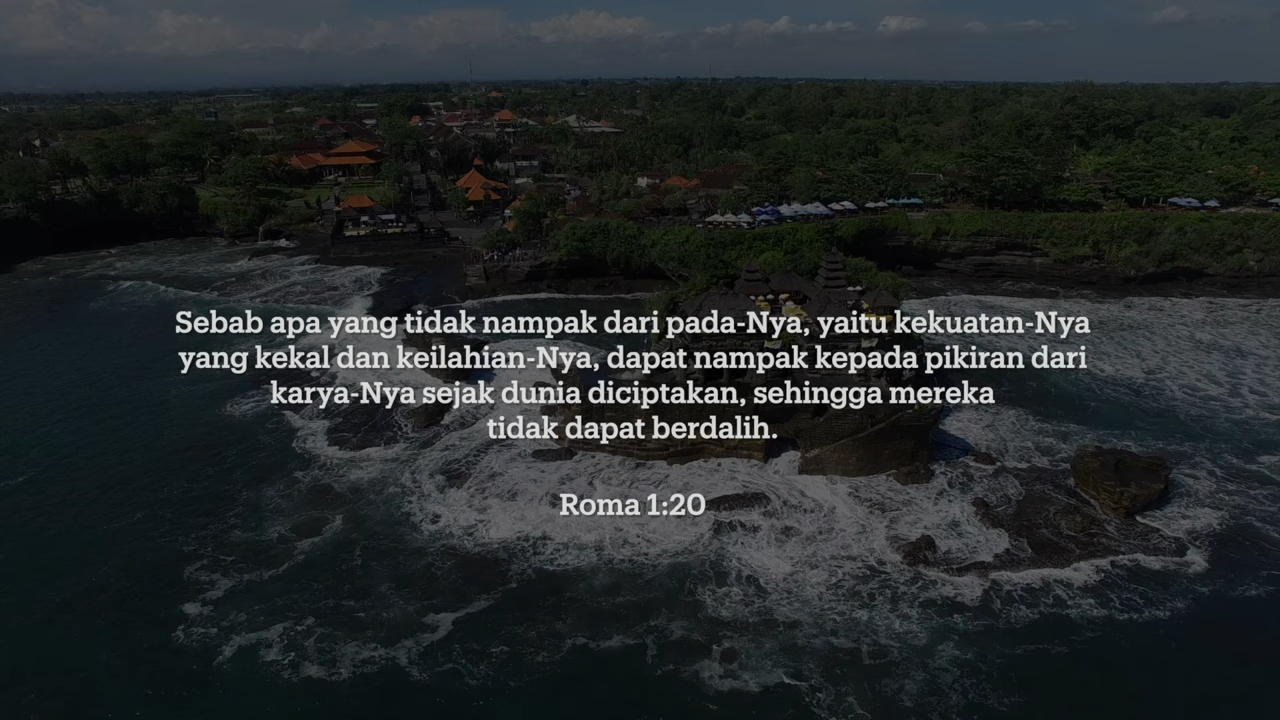 Sebab apa yang tidak nampak dari pada-Nya, yaitu kekuatan-Nya
yang kekal dan keilahian-Nya, dapat nampak kepada pikiran dari
karya-Nya sejak dunia diciptakan, sehingga mereka
tidak dapat berdalih.
Roma 1:20